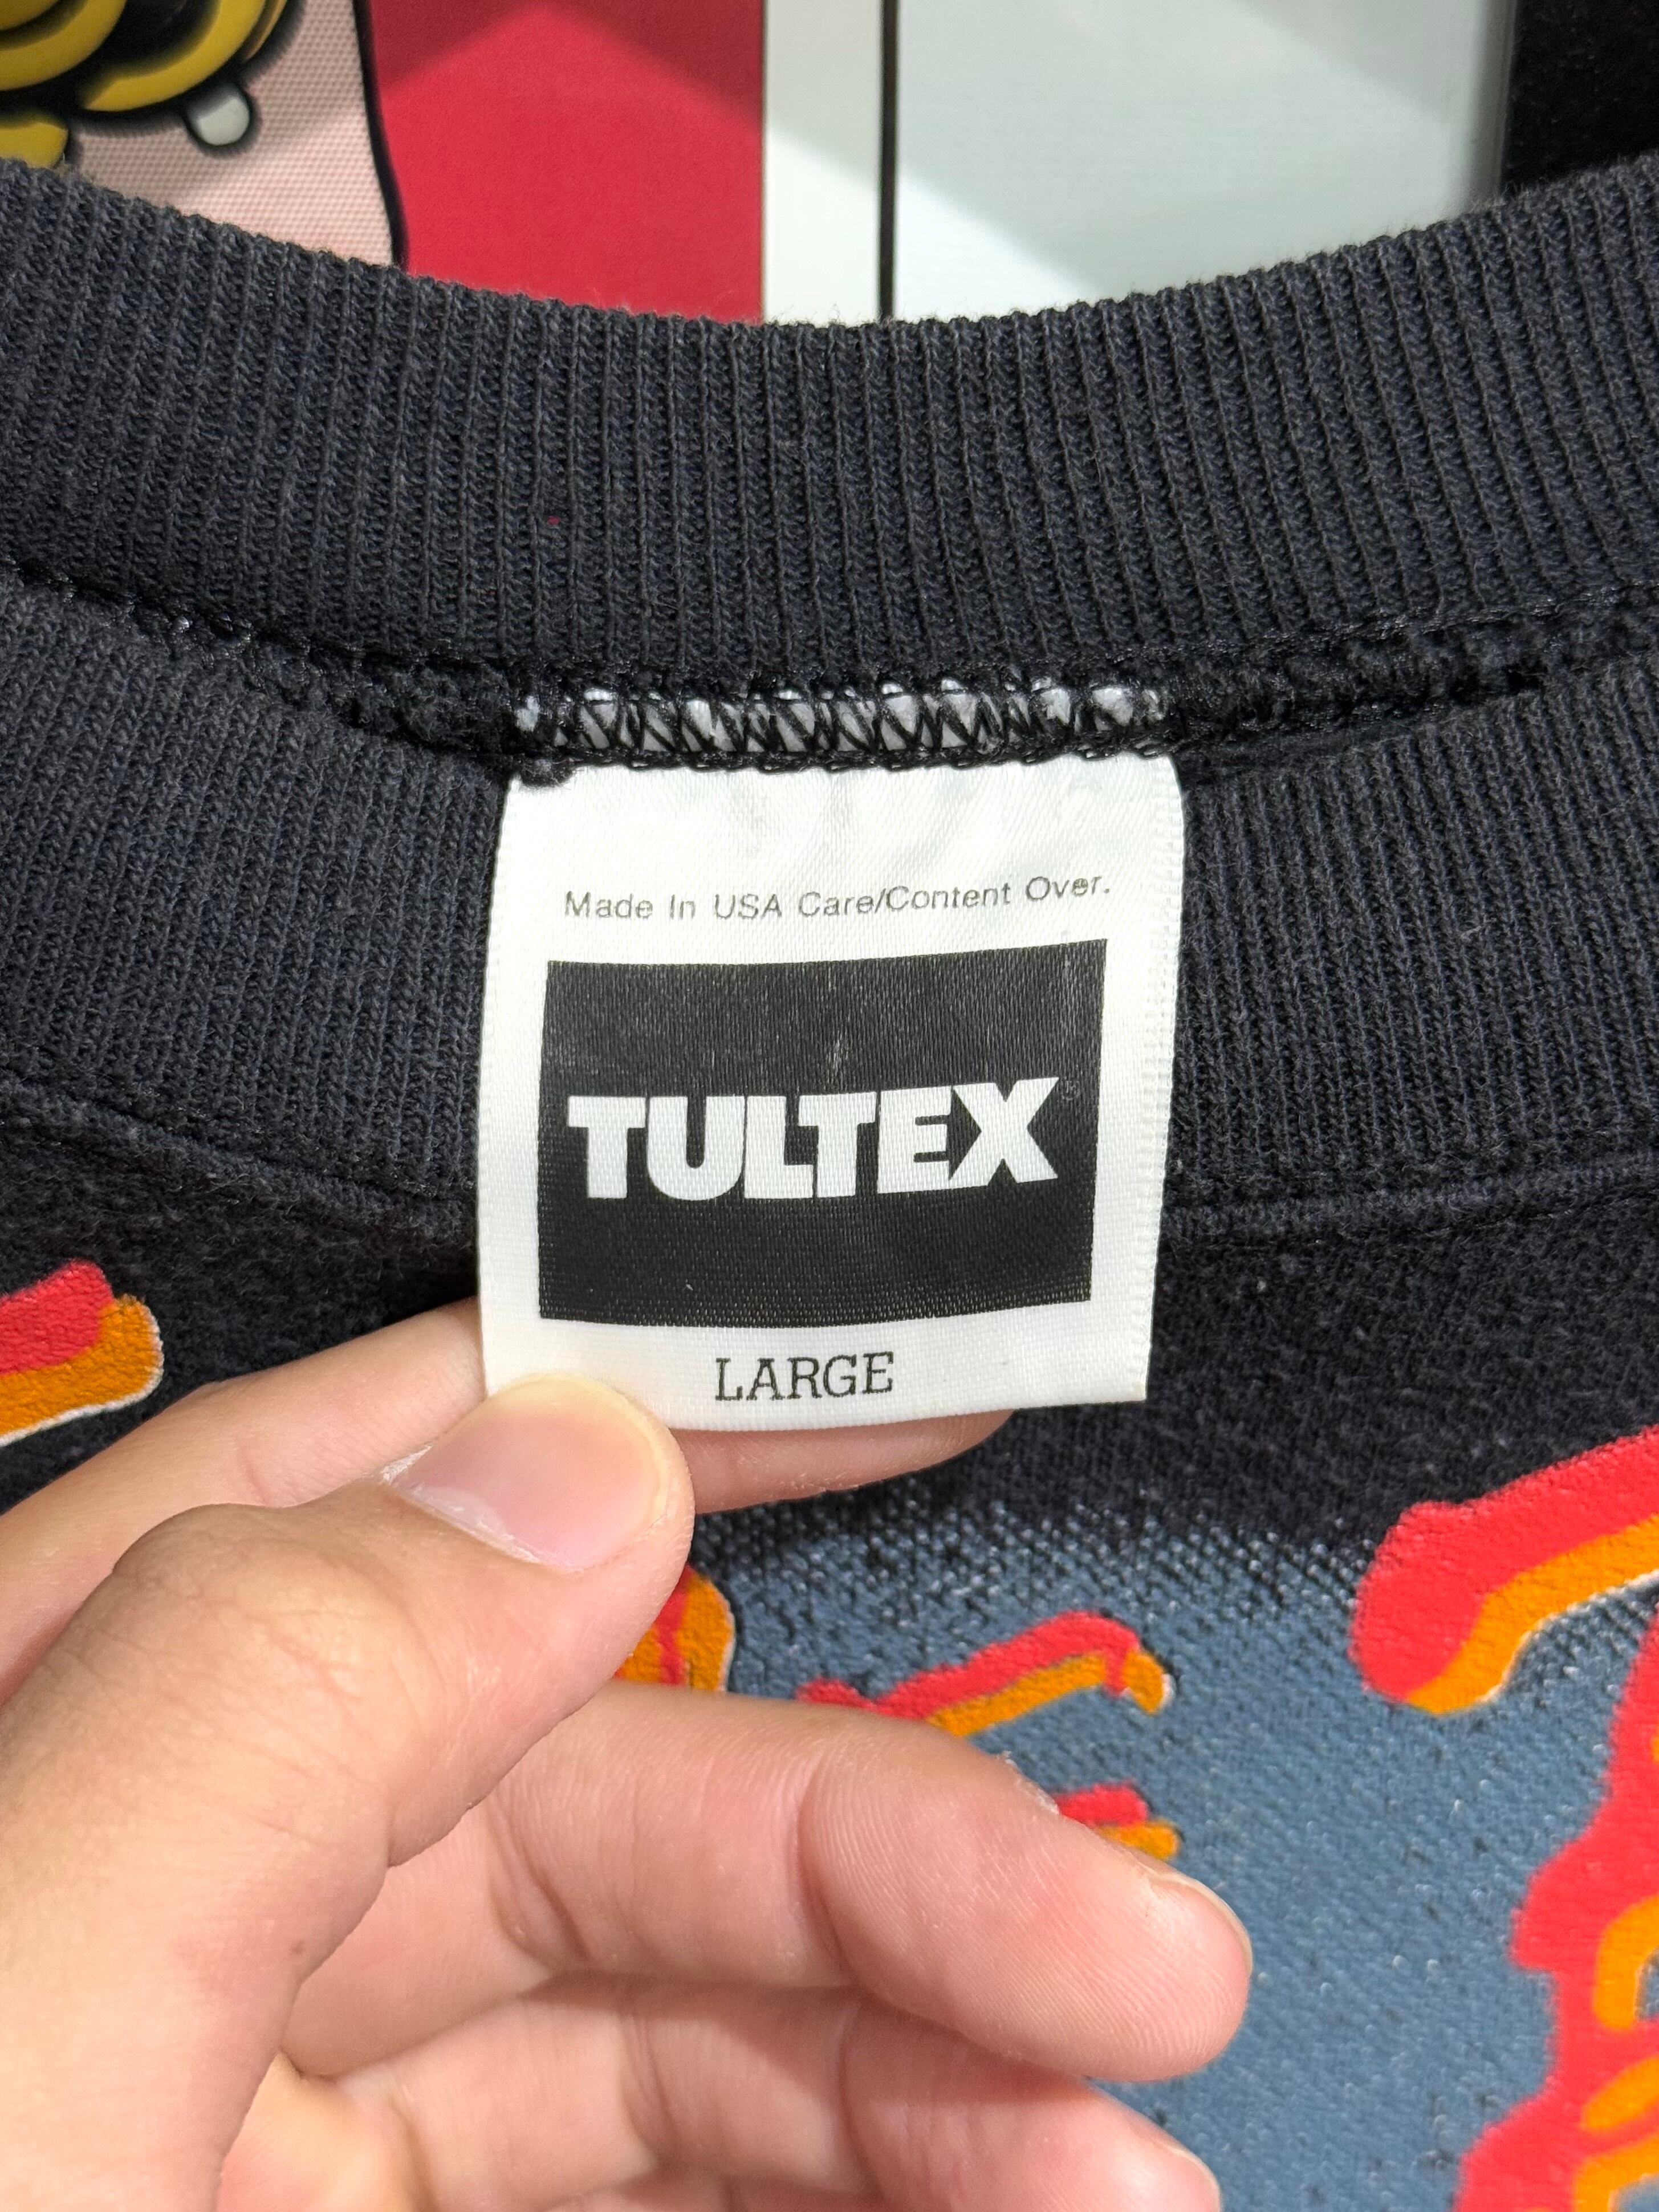 Made In USA Care/Content Over.
TULTEX
LARGE